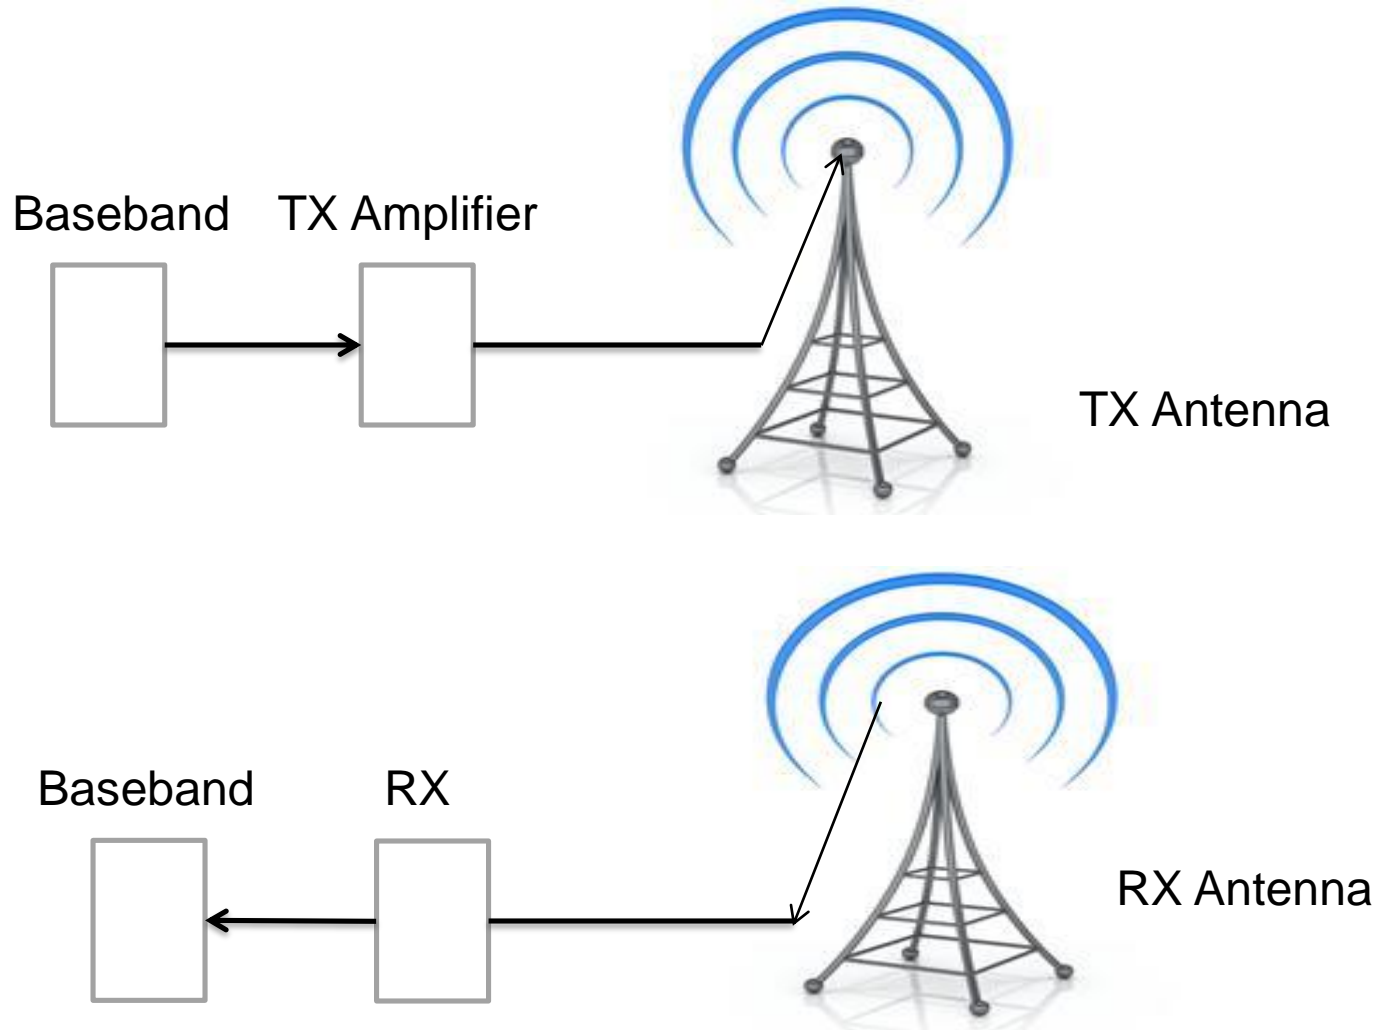 Baseband
TX Amplifier
TX Antenna
Baseband
RX
RX Antenna